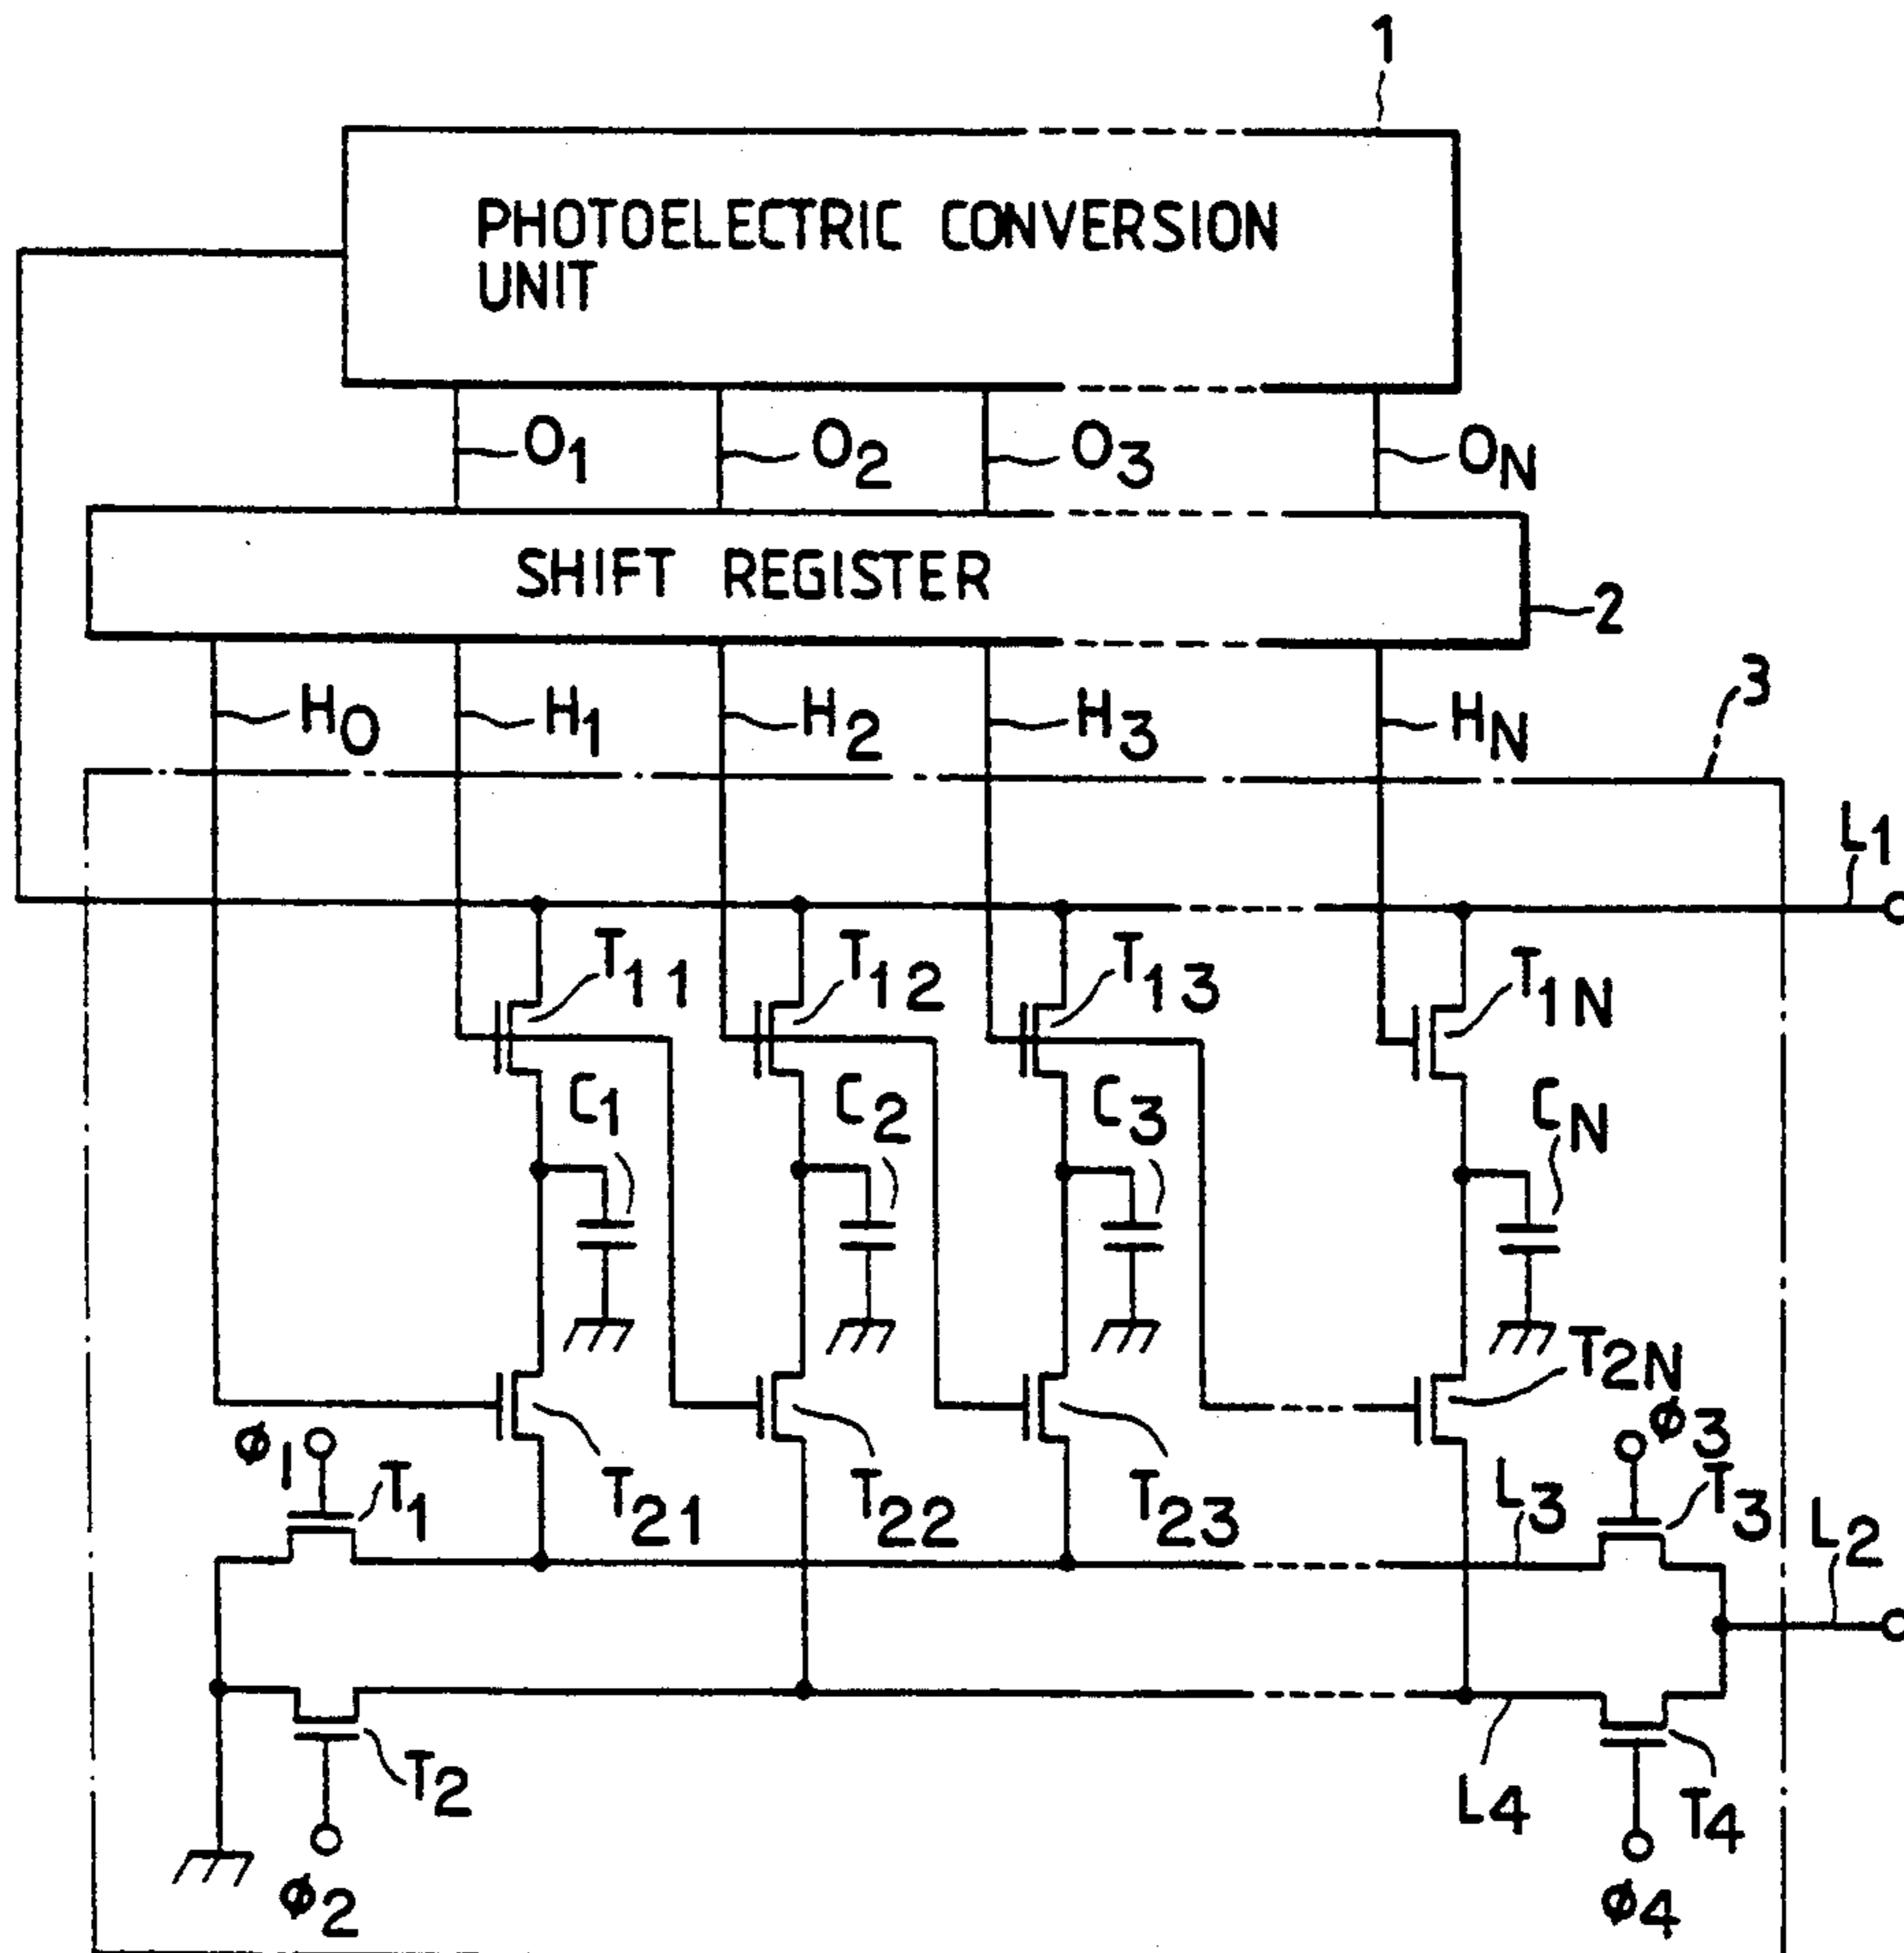 1
PHOTOELECTRIC CONVERSION
UNIT
O1 O2 O3 ON
SHIFT REGISTER
2
H0 H1 H2 H3 HN
3
L1
T11 T12 T13 T1N
C1 C2 C3 CN
T2N
ϕ1 T1 T21 T22 T23 L3 ϕ3 T3 L2
T2 L4 T4
ϕ2 ϕ4